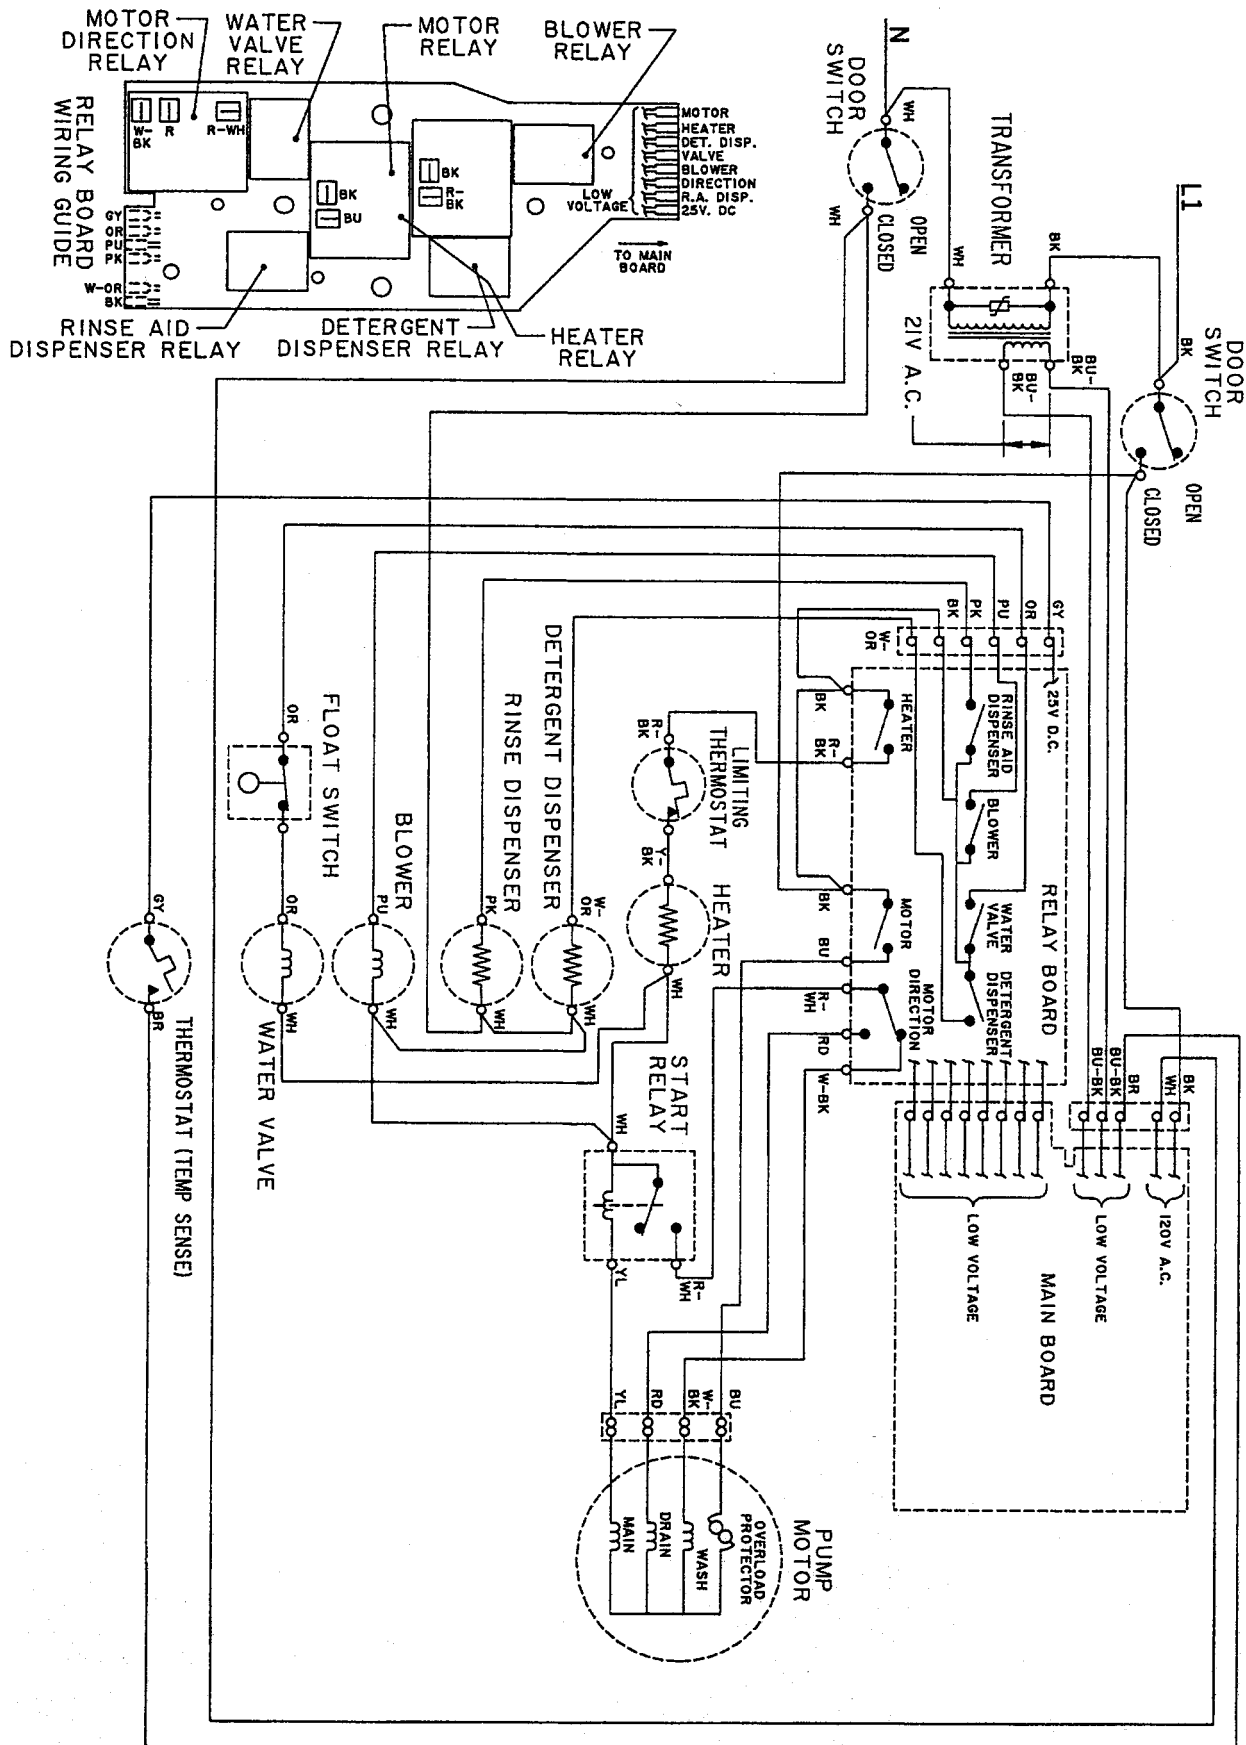 MOTOR
DIRECTION
RELAY
WATER
VALVE
RELAY
MOTOR
RELAY
BLOWER
RELAY
RELAY BOARD
WIRING GUIDE
W-
BK
R
R-WH
BK
BU
BK
R-
BK
MOTOR
HEATER
DET. DISP.
VALVE
BLOWER
DIRECTION
R.A. DISP.
25V. DC
LOW
VOLTAGE
TO MAIN
BOARD
GY
OR
PU
PK
W-OR
BK
RINSE AID
DISPENSER RELAY
DETERGENT
DISPENSER RELAY
HEATER
RELAY
N
DOOR
SWITCH
WH
WH
OPEN
CLOSED
TRANSFORMER
WH
BK
21V A.C.
BU-
BK
BU-
BK
L1
BK
DOOR
SWITCH
OPEN
CLOSED
GY
OR
PU
PK
BK
W-
OR
25V D.C.
RINSE AID
DISPENSER
BLOWER
WATER
VALVE
DETERGENT
DISPENSER
RELAY BOARD
HEATER
BK
R-
BK
MOTOR
BK
BU
MOTOR
DIRECTION
R-
WH
RD
W-BK
LIMITING
THERMOSTAT
R-
BK
Y-
BK
HEATER
WH
DETERGENT DISPENSER
W-
OR
WH
RINSE DISPENSER
PK
WH
BLOWER
PU
WH
FLOAT SWITCH
OR
OR
WATER VALVE
WH
THERMOSTAT (TEMP SENSE)
GY
BR
START
RELAY
WH
YL
R-
WH
BK
WH
BR
BU-BK
BU-BK
120V A.C.
LOW VOLTAGE
LOW VOLTAGE
MAIN BOARD
BU
W-
BK
RD
YL
PUMP
MOTOR
OVERLOAD
PROTECTOR
WASH
DRAIN
MAIN